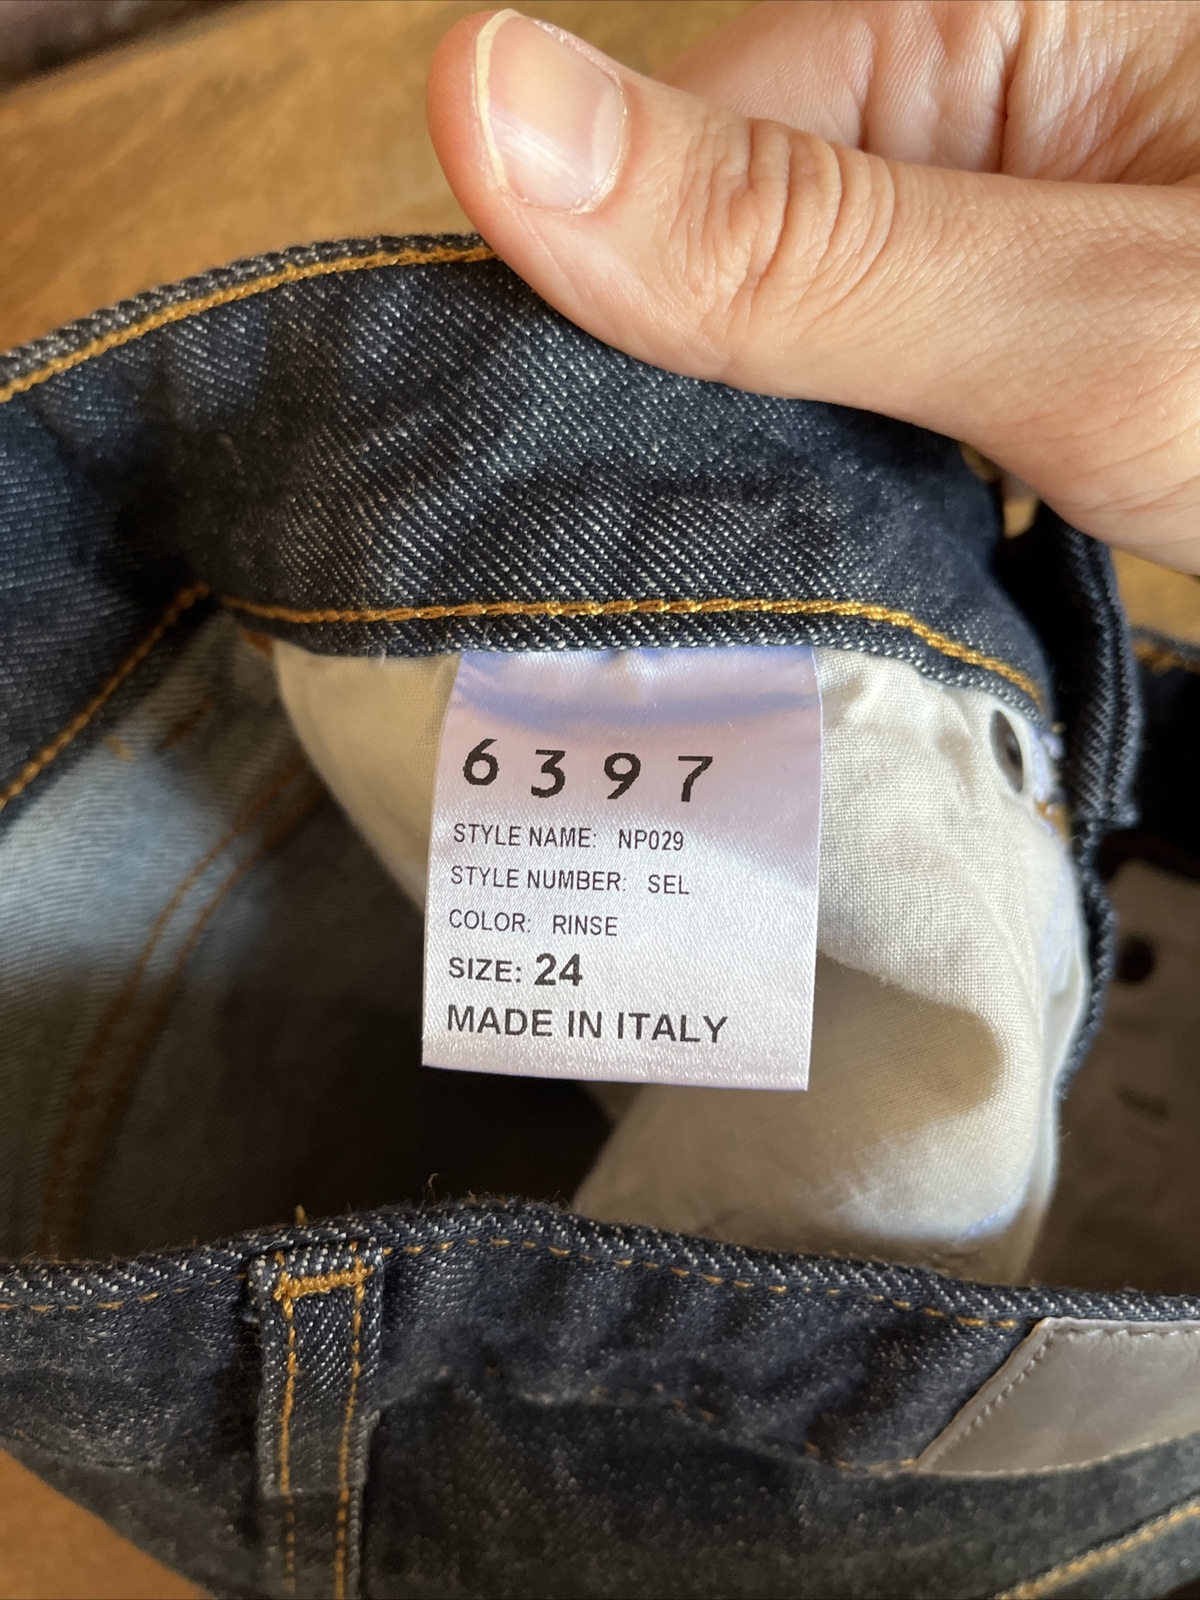 6397
STYLE NAME: NP029
STYLE NUMBER: SEL
COLOR: RINSE
SIZE: 24
MADE IN ITALY